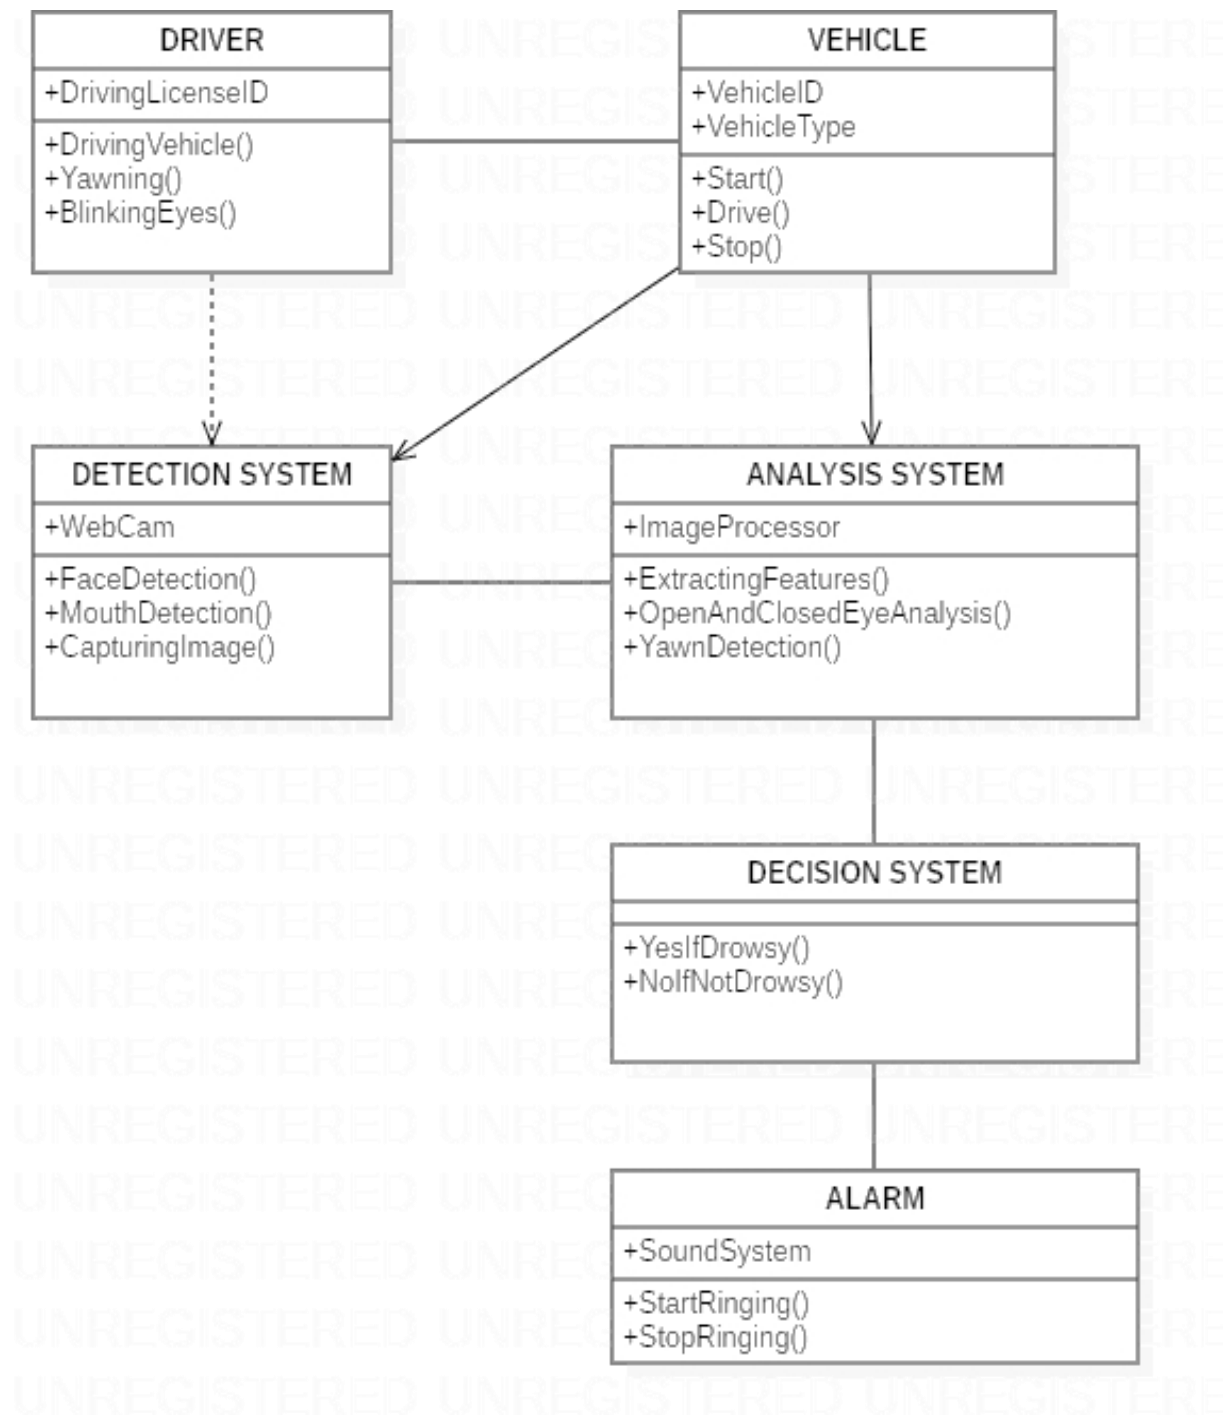 DRIVER
+DrivingLicenseID
+DrivingVehicle()
+Yawning()
+BlinkingEyes()
VEHICLE
+VehicleID
+VehicleType
+Start()
+Drive()
+Stop()
DETECTION SYSTEM
+WebCam
+FaceDetection()
+MouthDetection()
+CapturingImage()
ANALYSIS SYSTEM
+ImageProcessor
+ExtractingFeatures()
+OpenAndClosedEyeAnalysis()
+YawnDetection()
DECISION SYSTEM
+YesIfDrowsy()
+NoIfNotDrowsy()
ALARM
+SoundSystem
+StartRinging()
+StopRinging()
UNREGISTERED